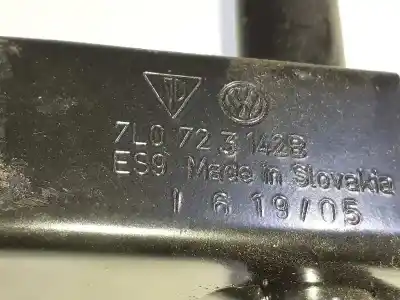 7L0 723 142B
ES9 Made in Slovakia
1 6 19/05